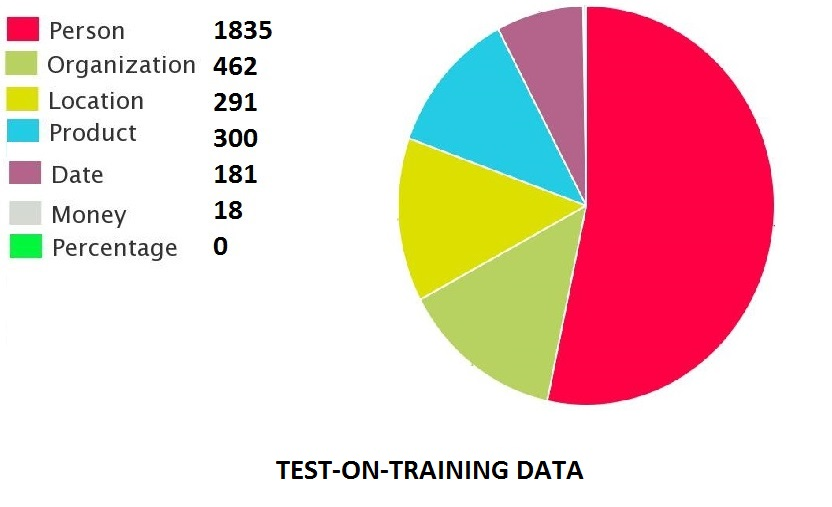 Person 1835
Organization 462
Location 291
Product 300
Date 181
Money 18
Percentage 0
TEST-ON-TRAINING DATA